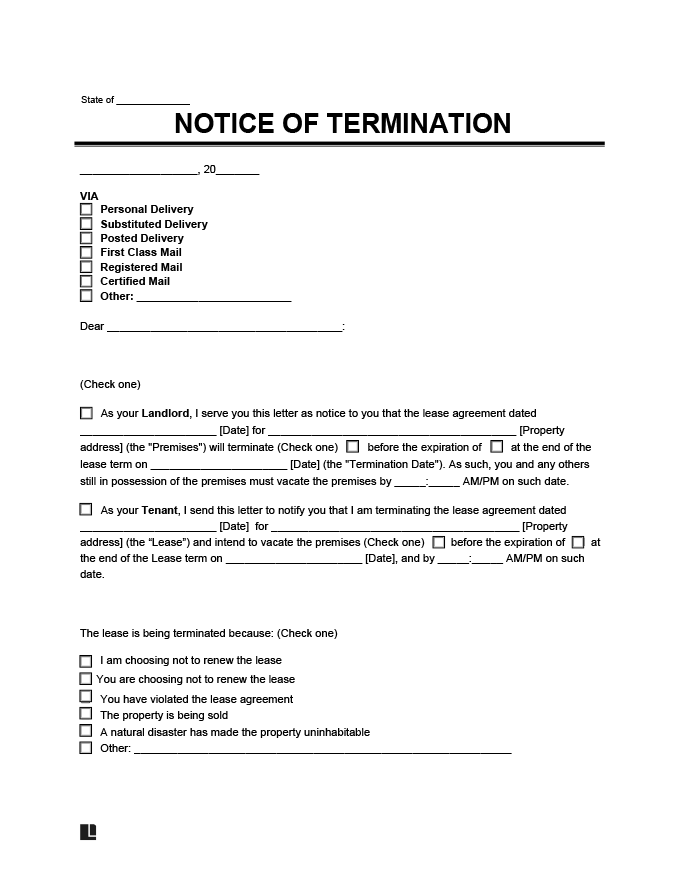 State of ______________
NOTICE OF TERMINATION
___________________, 20_______
VIA
Personal Delivery
Substituted Delivery
Posted Delivery
First Class Mail
Registered Mail
Certified Mail
Other: _________________________
Dear ______________________________________:
(Check one)
As your Landlord, I serve you this letter as notice to you that the lease agreement dated
______________________ [Date] for ________________________________________ [Property
address] (the "Premises") will terminate (Check one) before the expiration of at the end of the
lease term on ______________________ [Date] (the "Termination Date"). As such, you and any others
still in possession of the premises must vacate the premises by _____:_____ AM/PM on such date.
As your Tenant, I send this letter to notify you that I am terminating the lease agreement dated
______________________ [Date] for ________________________________________ [Property
address] (the “Lease”) and intend to vacate the premises (Check one) before the expiration of at
the end of the Lease term on ______________________ [Date], and by _____:_____ AM/PM on such
date.
The lease is being terminated because: (Check one)
I am choosing not to renew the lease
You are choosing not to renew the lease
You have violated the lease agreement
The property is being sold
A natural disaster has made the property uninhabitable
Other: _____________________________________________________________